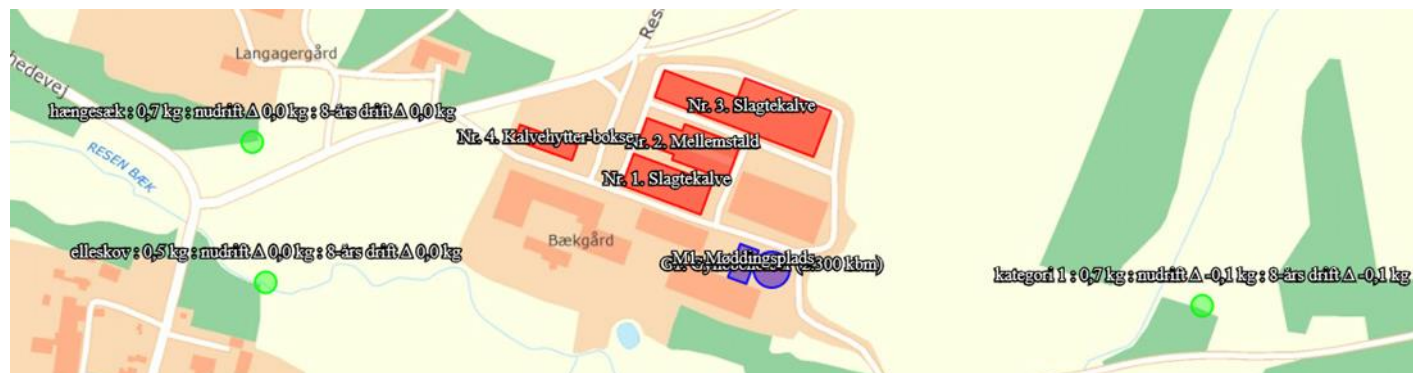 Res
Langagergård
hedevej
hængesæk : 0,7 kg : nudrift Δ 0,0 kg : 8-års drift Δ 0,0 kg
Nr. 3. Slagtekalve
Nr. 4. Kalvehytter-bokse
Nr. 2. Mellemstald
RESEN BÆK
Nr. 1. Slagtekalve
Bækgård
elleskov : 0,5 kg : nudrift Δ 0,0 kg : 8-års drift Δ 0,0 kg
M1. Møddingsplads
300 kbm)
kategori 1 : 0,7 kg : nudrift Δ -0,1 kg : 8-års drift Δ -0,1 kg